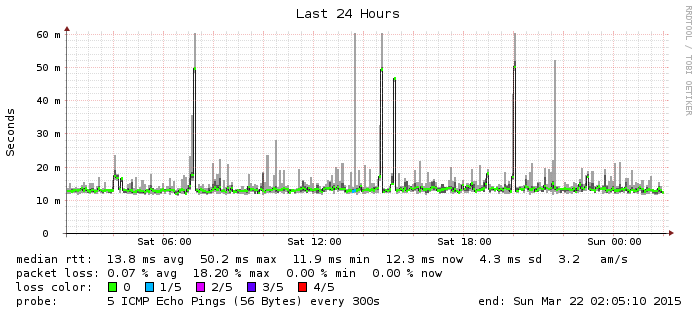 Last 24 Hours
RRDTOOL / TOBI OETIKER
Seconds
60 m
50 m
40 m
30 m
20 m
10 m
0
Sat 06:00 Sat 12:00 Sat 18:00 Sun 00:00
median rtt: 13.8 ms avg 50.2 ms max 11.9 ms min 12.3 ms now 4.3 ms sd 3.2 am/s
packet loss: 0.07 % avg 18.20 % max 0.00 % min 0.00 % now
loss color: 0 1/5 2/5 3/5 4/5
probe: 5 ICMP Echo Pings (56 Bytes) every 300s end: Sun Mar 22 02:05:10 2015